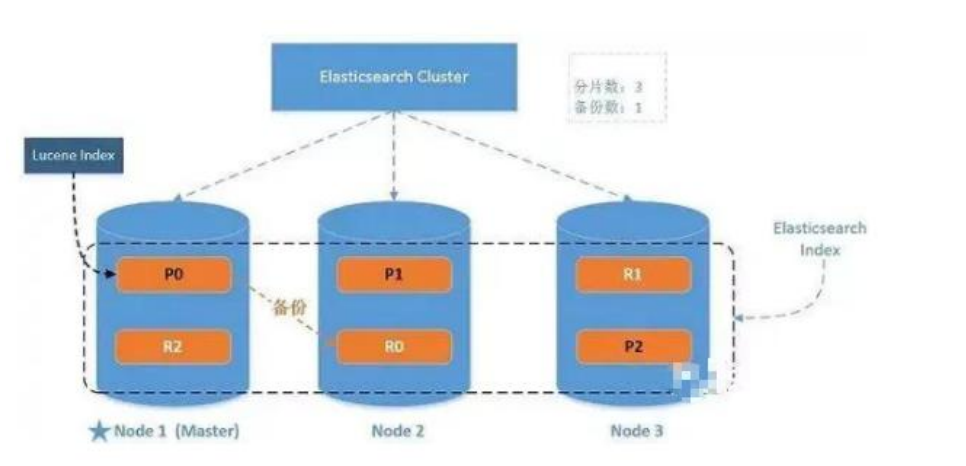 Elasticsearch Cluster
分片数：3
备份数：1
Lucene Index
Elasticsearch
Index
P0
P1
R1
备份
R2
R0
P2
Node 1 (Master)
Node 2
Node 3